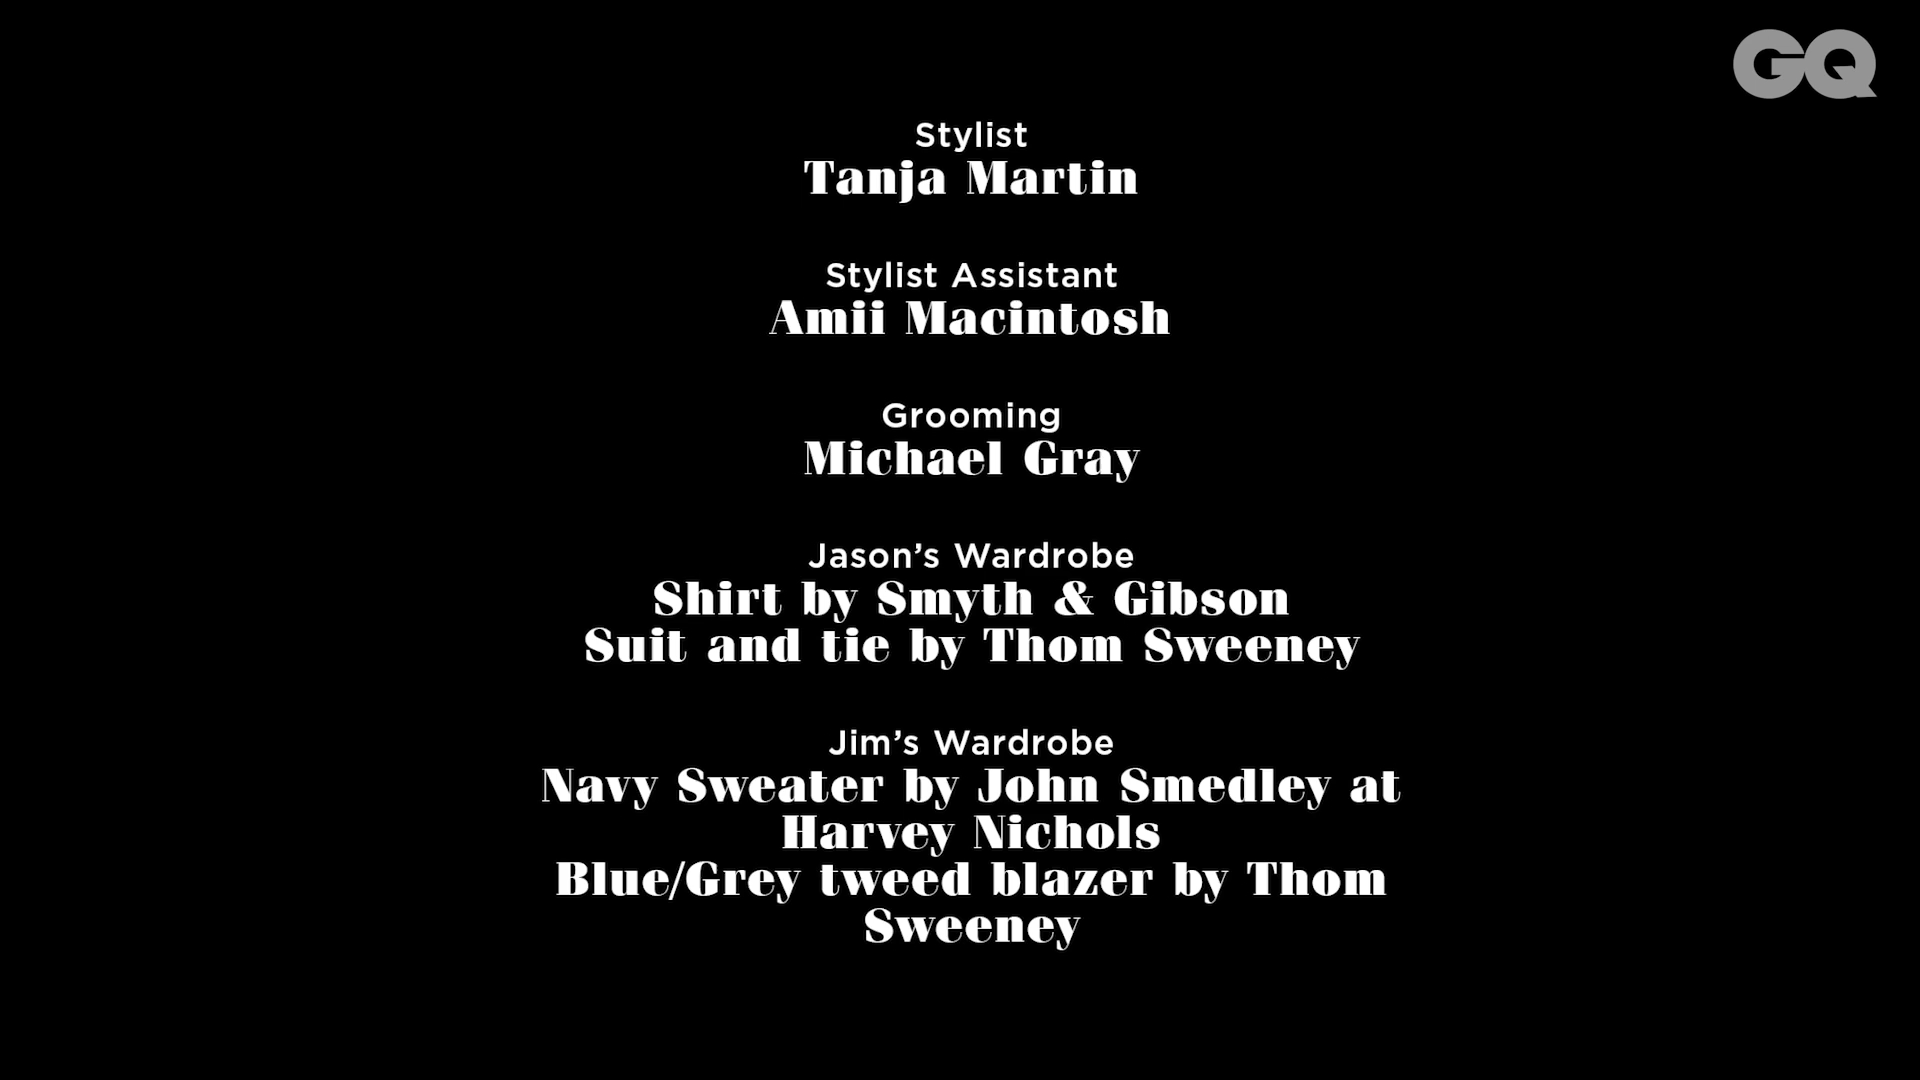 GQ
Stylist
Tanja Martin
Stylist Assistant
Amii Macintosh
Grooming
Michael Gray
Jason’s Wardrobe
Shirt by Smyth & Gibson
Suit and tie by Thom Sweeney
Jim’s Wardrobe
Navy Sweater by John Smedley at
Harvey Nichols
Blue/Grey tweed blazer by Thom
Sweeney